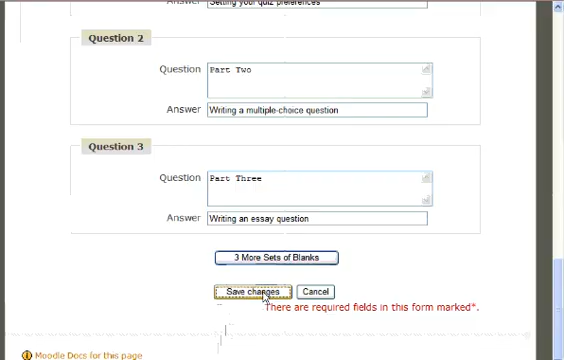 Answer Setting your quiz preferences
Question 2
Question Part Two
Answer Writing a multiple-choice question
Question 3
Question Part Three
Answer Writing an essay question
3 More Sets of Blanks
Save changes Cancel
There are required fields in this form marked*.
Moodle Docs for this page